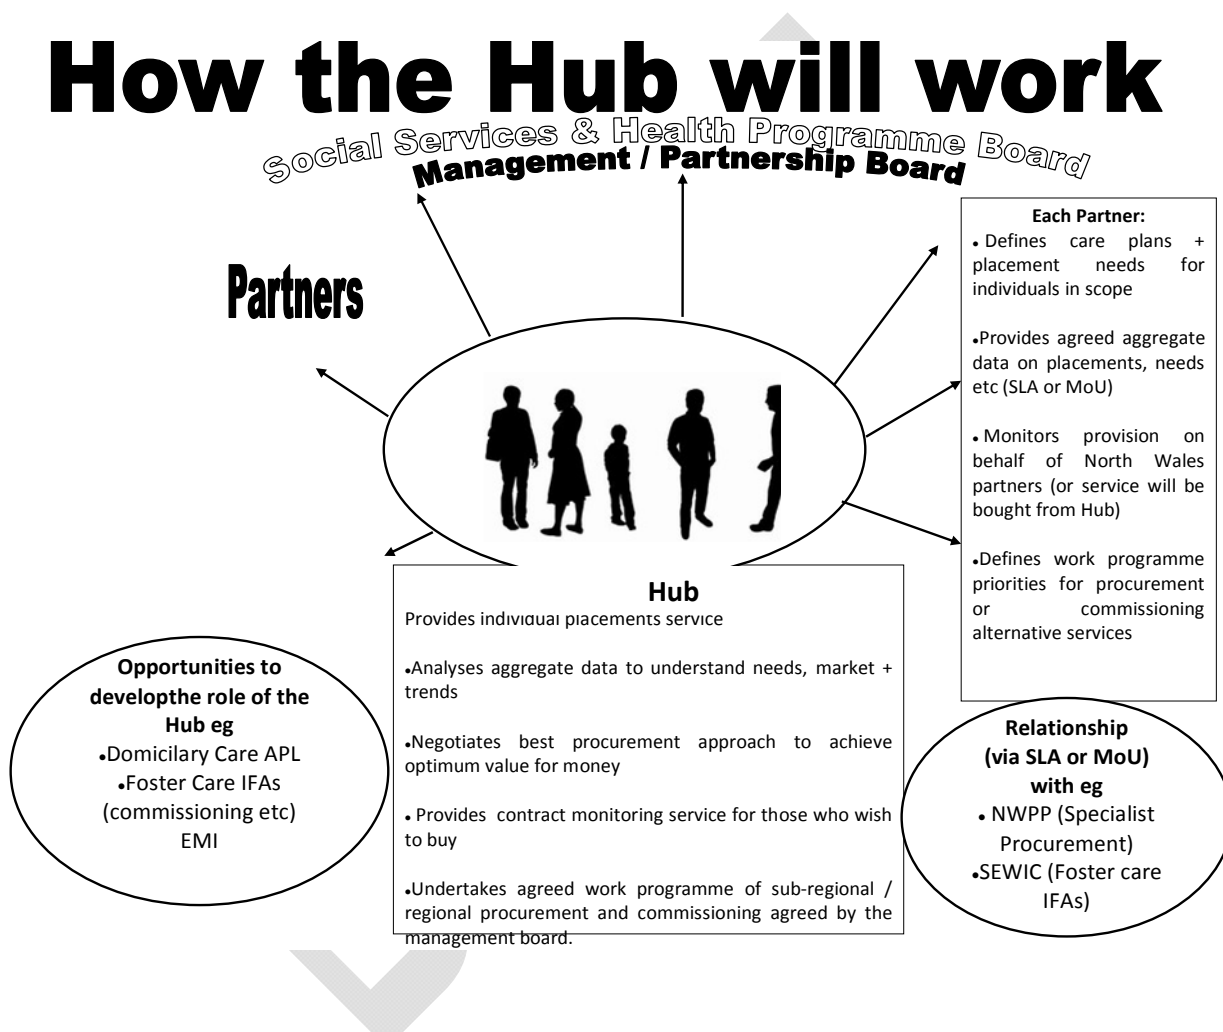 How the Hub will work
Social Services & Health Programme Board
Management / Partnership Board
Partners
Each Partner:
• Defines care plans +
placement needs for
individuals in scope
•Provides agreed aggregate
data on placements, needs
etc (SLA or MoU)
• Monitors provision on
behalf of North Wales
partners (or service will be
bought from Hub)
•Defines work programme
priorities for procurement
or commissioning
alternative services
Hub
Provides individual placements service
•Analyses aggregate data to understand needs, market +
trends
•Negotiates best procurement approach to achieve
optimum value for money
• Provides contract monitoring service for those who wish
to buy
•Undertakes agreed work programme of sub-regional /
regional procurement and commissioning agreed by the
management board.
Opportunities to
developthe role of the
Hub eg
•Domicilary Care APL
•Foster Care IFAs
(commissioning etc)
EMI
Relationship
(via SLA or MoU)
with eg
• NWPP (Specialist
Procurement)
•SEWIC (Foster care
IFAs)